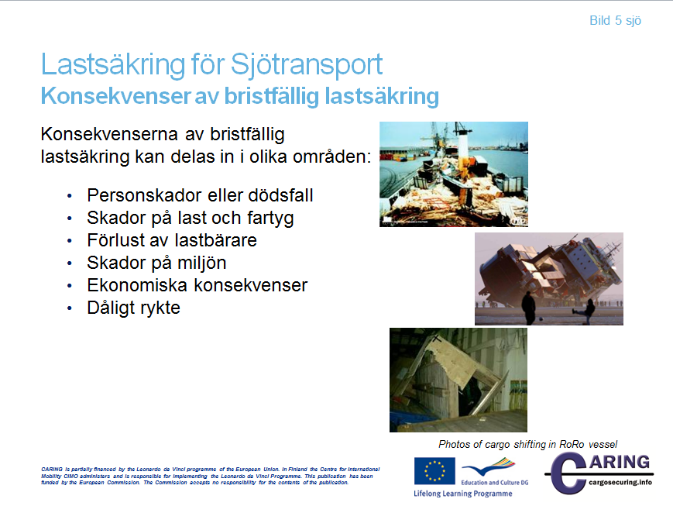 Bild 5 sjö
Lastsäkring för Sjötransport
Konsekvenser av bristfällig lastsäkring
Konsekvenserna av bristfällig
lastsäkring kan delas in i olika områden:
• Personskador eller dödsfall
• Skador på last och fartyg
• Förlust av lastbärare
• Skador på miljön
• Ekonomiska konsekvenser
• Dåligt rykte
Photos of cargo shifting in RoRo vessel
CARING is partially financed by the Leonardo da Vinci programme of the European Union. In Finland the Centre for International
Mobility CIMO administers and is responsible for implementing the Leonardo da Vinci Programme. This publication has been
funded by the European Commission. The Commission accepts no responsibility for the contents of the publication.
Education and Culture DG
Lifelong Learning Programme
CARING
cargosecuring.info